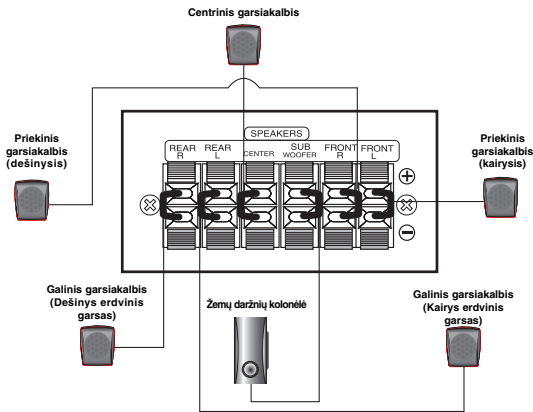 Centrinis garsiakalbis
Priekinis
garsiakalbis
(dešinysis)
Priekinis
garsiakalbis
(kairysis)
SPEAKERS
REAR
R
REAR
L
CENTER
SUB
WOOFER
FRONT
R
FRONT
L
+
−
Galinis garsiakalbis
(Dešinys erdvinis
garsas)
Žemų daržnių kolonėlė
Galinis garsiakalbis
(Kairys erdvinis
garsas)